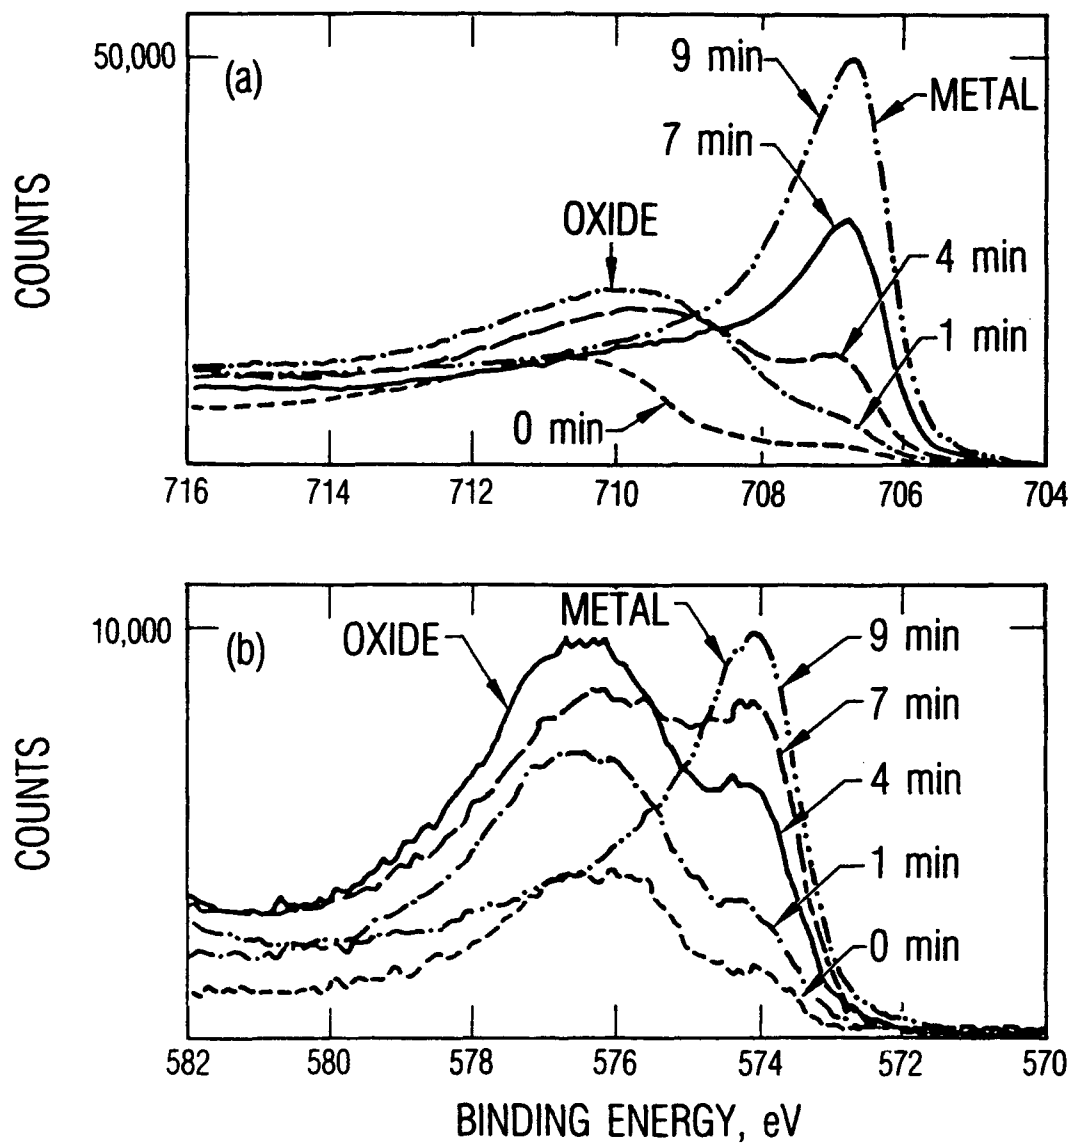 50,000
(a)
9 min
METAL
7 min
OXIDE
4 min
1 min
0 min
COUNTS
716 714 712 710 708 706 704
10,000
(b)
OXIDE
METAL
9 min
7 min
4 min
1 min
0 min
COUNTS
582 580 578 576 574 572 570
BINDING ENERGY, eV